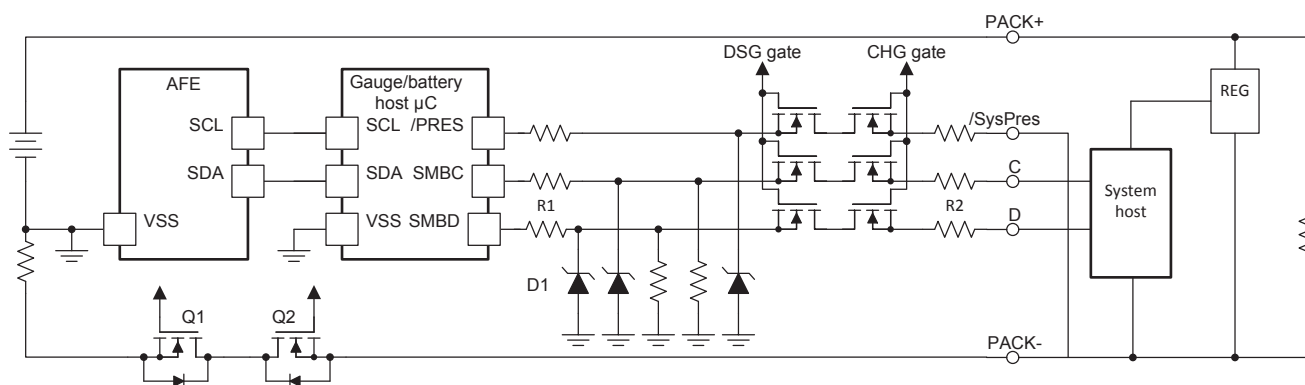 PACK+
DSG gate
CHG gate
AFE
Gauge/battery
host µC
REG
SCL
SCL /PRES
/SysPres
SDA
SDA SMBC
C
System
host
VSS
VSS SMBD
R1
R2
D
D1
Q1
Q2
PACK-